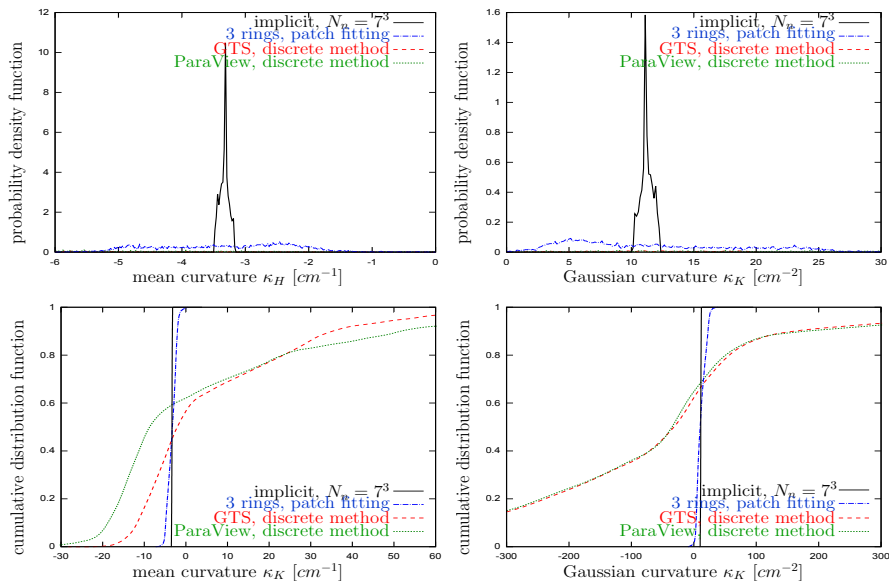 implicit, N_n = 7^3
3 rings, patch fitting
GTS, discrete method
ParaView, discrete method
probability density function
12
10
8
6
4
2
0
-6
-5
-4
-3
-2
-1
0
mean curvature κ_H [cm^{-1}]
implicit, N_n = 7^3
3 rings, patch fitting
GTS, discrete method
ParaView, discrete method
probability density function
1.6
1.4
1.2
1
0.8
0.6
0.4
0.2
0
0
5
10
15
20
25
30
Gaussian curvature κ_K [cm^{-2}]
cumulative distribution function
1
0.8
0.6
0.4
0.2
0
implicit, N_n = 7^3
3 rings, patch fitting
GTS, discrete method
ParaView, discrete method
-30
-20
-10
0
10
20
30
40
50
60
mean curvature κ_K [cm^{-1}]
cumulative distribution function
1
0.8
0.6
0.4
0.2
0
implicit, N_n = 7^3
3 rings, patch fitting
GTS, discrete method
ParaView, discrete method
-300
-200
-100
0
100
200
300
Gaussian curvature κ_K [cm^{-2}]